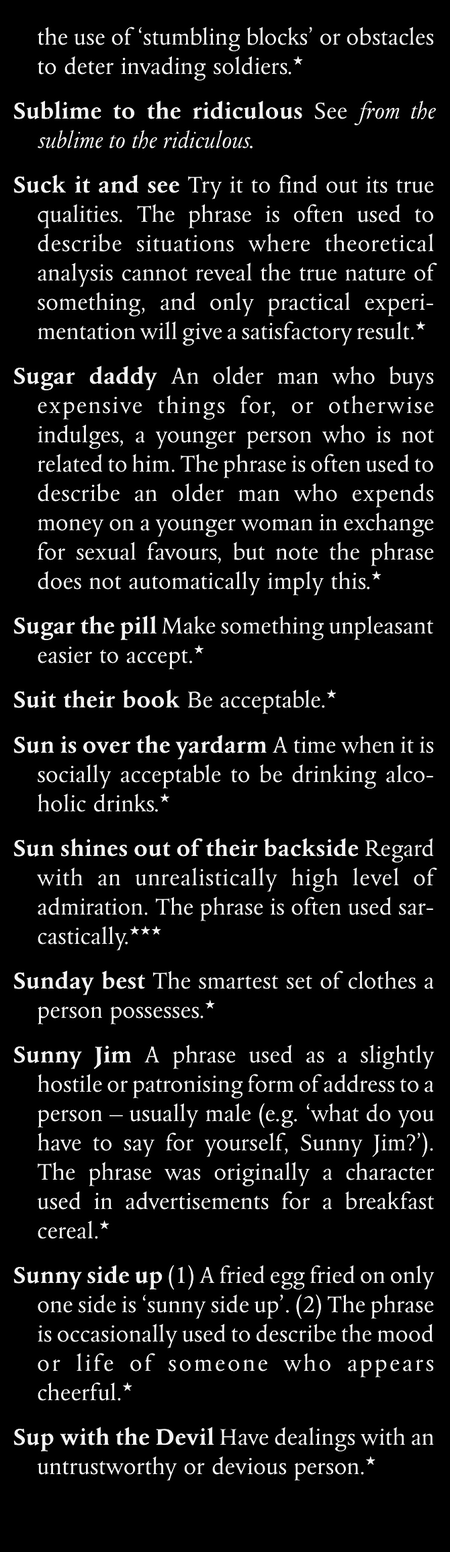 the use of ‘stumbling blocks’ or obstacles
to deter invading soldiers.★
Sublime to the ridiculous See from the
sublime to the ridiculous.
Suck it and see Try it to find out its true
qualities. The phrase is often used to
describe situations where theoretical
analysis cannot reveal the true nature of
something, and only practical experi-
mentation will give a satisfactory result.★
Sugar daddy An older man who buys
expensive things for, or otherwise
indulges, a younger person who is not
related to him. The phrase is often used to
describe an older man who expends
money on a younger woman in exchange
for sexual favours, but note the phrase
does not automatically imply this.★
Sugar the pill Make something unpleasant
easier to accept.★
Suit their book Be acceptable.★
Sun is over the yardarm A time when it is
socially acceptable to be drinking alco-
holic drinks.★
Sun shines out of their backside Regard
with an unrealistically high level of
admiration. The phrase is often used sar-
castically.★★★
Sunday best The smartest set of clothes a
person possesses.★
Sunny Jim A phrase used as a slightly
hostile or patronising form of address to a
person – usually male (e.g. ‘what do you
have to say for yourself, Sunny Jim?’).
The phrase was originally a character
used in advertisements for a breakfast
cereal.★
Sunny side up (1) A fried egg fried on only
one side is ‘sunny side up’. (2) The phrase
is occasionally used to describe the mood
or life of someone who appears
cheerful.★
Sup with the Devil Have dealings with an
untrustworthy or devious person.★